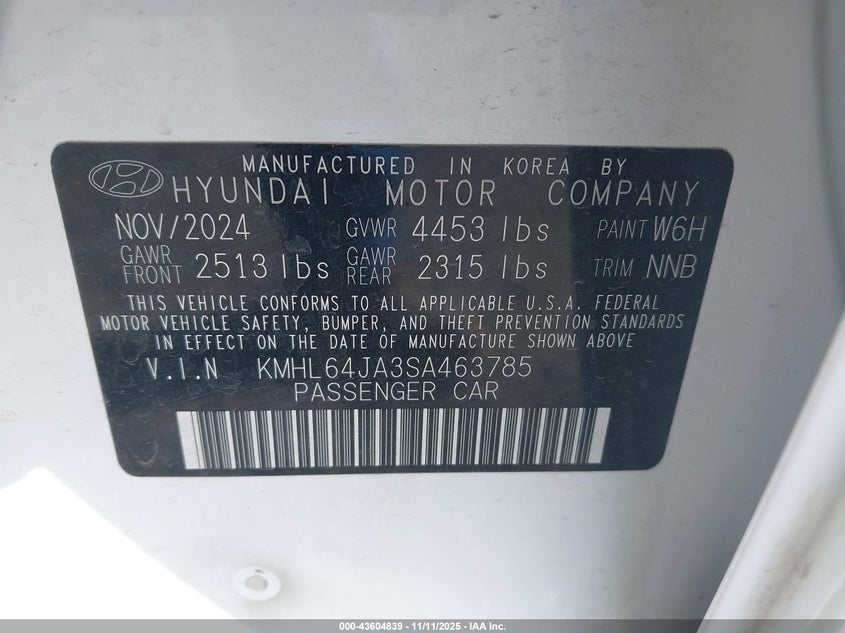 MANUFACTURED IN KOREA BY
HYUNDAI MOTOR COMPANY
NOV/2024 GVWR 4453 lbs PAINT W6H
GAWR FRONT 2513 lbs GAWR REAR 2315 lbs TRIM NNB
THIS VEHICLE CONFORMS TO ALL APPLICABLE U.S.A. FEDERAL
MOTOR VEHICLE SAFETY, BUMPER, AND THEFT PREVENTION STANDARDS
IN EFFECT ON THE DATE OF MANUFACTURE SHOWN ABOVE
V.I.N KMHL64JA3SA463785
PASSENGER CAR
000-43604839 - 11/11/2025 - IAA Inc.